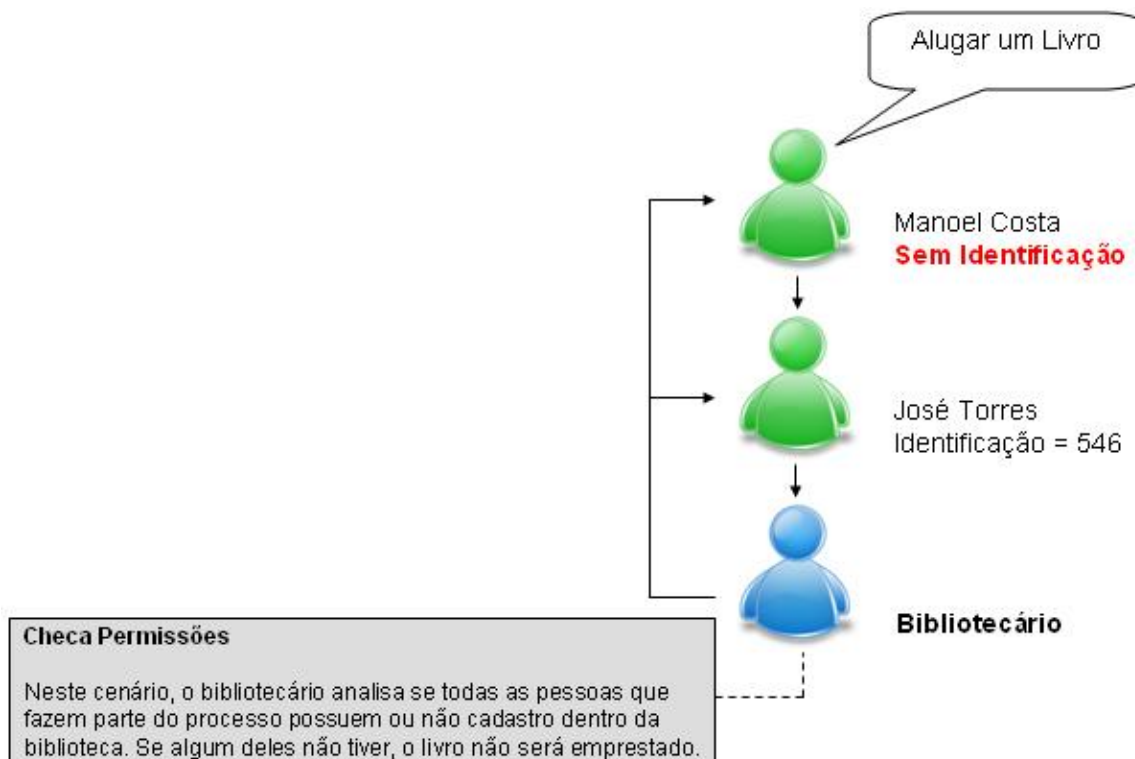 Alugar um Livro
Manoel Costa
Sem Identificação
José Torres
Identificação = 546
Bibliotecário
Checa Permissões
Neste cenário, o bibliotecário analisa se todas as pessoas que
fazem parte do processo possuem ou não cadastro dentro da
biblioteca. Se algum deles não tiver, o livro não será emprestado.